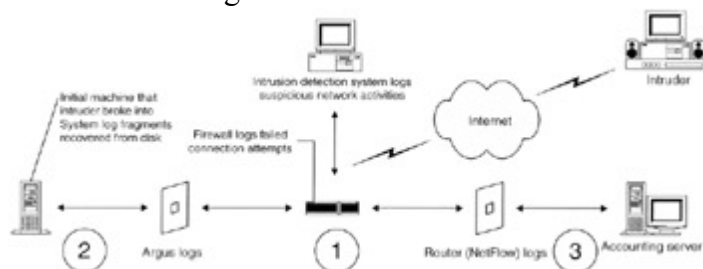 Intrusion detection system logs
suspicious network activities
Intruder
Initial machine that
intruder broke into
System log fragments
recovered from disk
Firewall logs failed
connection attempts
Internet
2
Argus logs
1
Router (NetFlow) logs
3
Accounting server